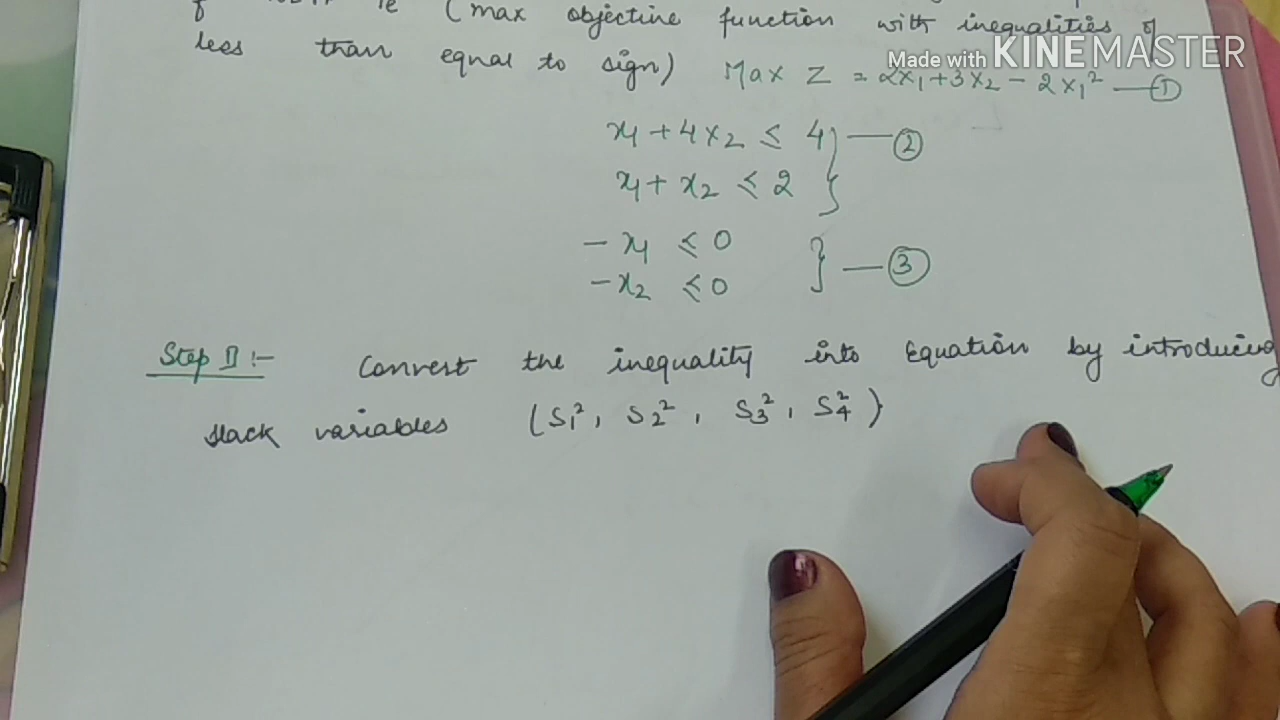 le (max objective function with inequalities of
less than equal to sign) Max Z = 2x₁ + 3x₂ - 2x₁² —①
Made with KINEMASTER
x₁ + 4x₂ ≤ 4 } —②
x₁ + x₂ ≤ 2
- x₁ ≤ 0 } —③
- x₂ ≤ 0
Step II :- Convert the inequality into Equation by introducing
slack variables (S₁², S₂², S₃², S₄²)